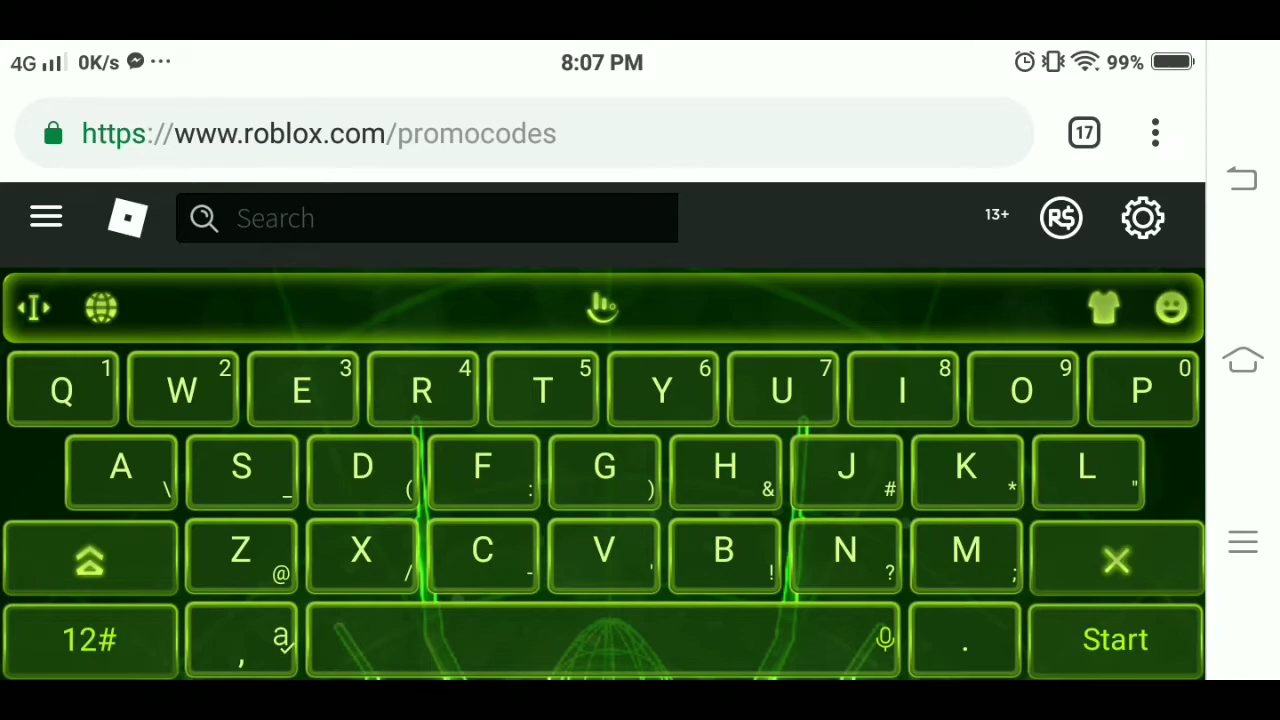 4G 0K/s ... 8:07 PM 99%
https://www.roblox.com/promocodes 17
Search 13+ R$
Q 1 W 2 E 3 R 4 T 5 Y 6 U 7 I 8 O 9 P 0
A \ S _ D ( F : G ) H & J # K * L "
Z @ X / C - V ' B ! N ? M ;
12# , a . Start